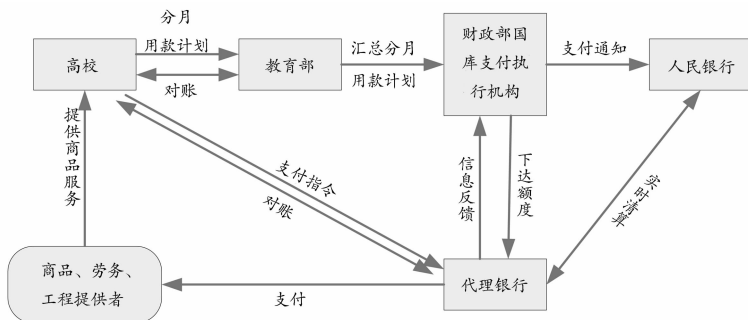 分月
用款计划
对账
高校
教育部
汇总分月
用款计划
财政部国
库支付执
行机构
支付通知
人民银行
提供商品服务
支付指令
对账
信息反馈
下达额度
实时清算
商品、劳务、
工程提供者
支付
代理银行